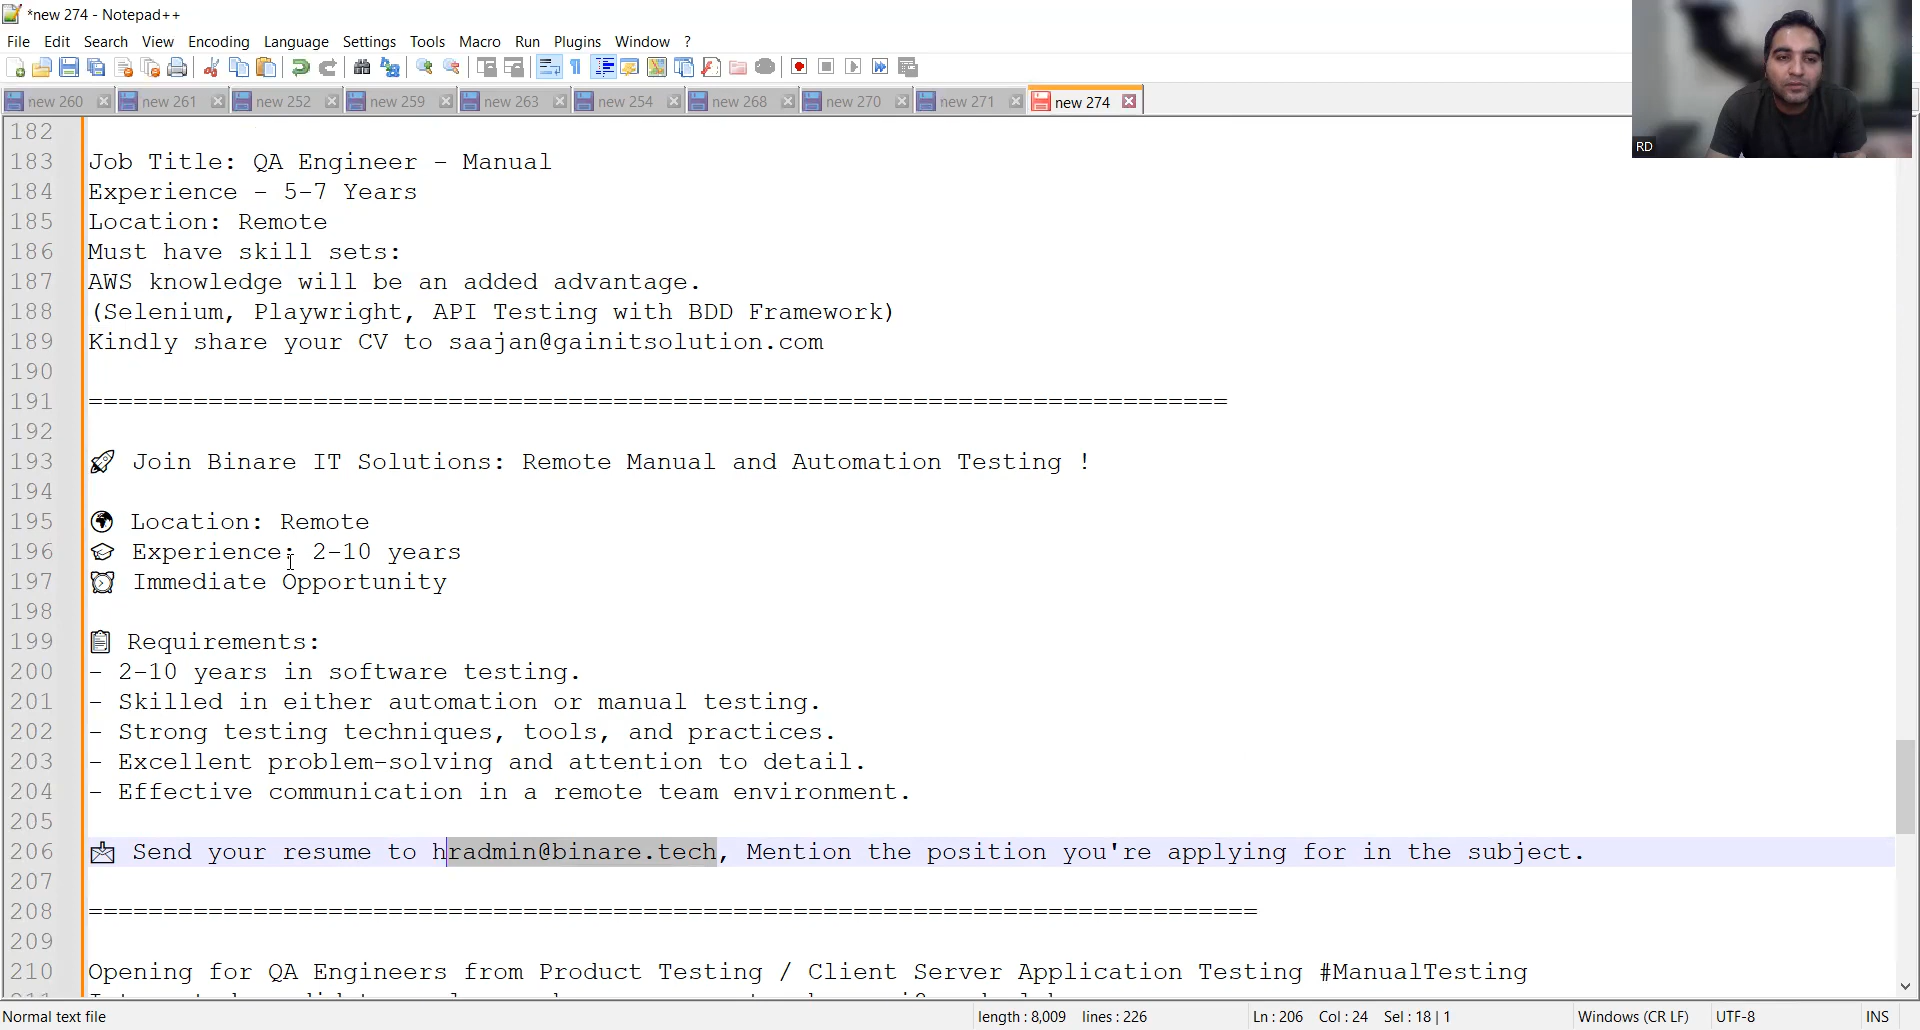 *new 274 - Notepad++
File Edit Search View Encoding Language Settings Tools Macro Run Plugins Window ?
new 260 new 261 new 252 new 259 new 263 new 254 new 268 new 270 new 271 new 274
RD
182
183 Job Title: QA Engineer - Manual
184 Experience - 5-7 Years
185 Location: Remote
186 Must have skill sets:
187 AWS knowledge will be an added advantage.
188 (Selenium, Playwright, API Testing with BDD Framework)
189 Kindly share your CV to saajan@gainitsolution.com
190
191 ============================================================================
192
193 🚀 Join Binare IT Solutions: Remote Manual and Automation Testing !
194
195 🌍 Location: Remote
196 🎓 Experience: 2-10 years
197 ⏰ Immediate Opportunity
198
199 📋 Requirements:
200 - 2-10 years in software testing.
201 - Skilled in either automation or manual testing.
202 - Strong testing techniques, tools, and practices.
203 - Excellent problem-solving and attention to detail.
204 - Effective communication in a remote team environment.
205
206 📩 Send your resume to hradmin@binare.tech, Mention the position you're applying for in the subject.
207
208 ==============================================================================
209
210 Opening for QA Engineers from Product Testing / Client Server Application Testing #ManualTesting
Normal text file length : 8,009 lines : 226 Ln : 206 Col : 24 Sel : 18 | 1 Windows (CR LF) UTF-8 INS